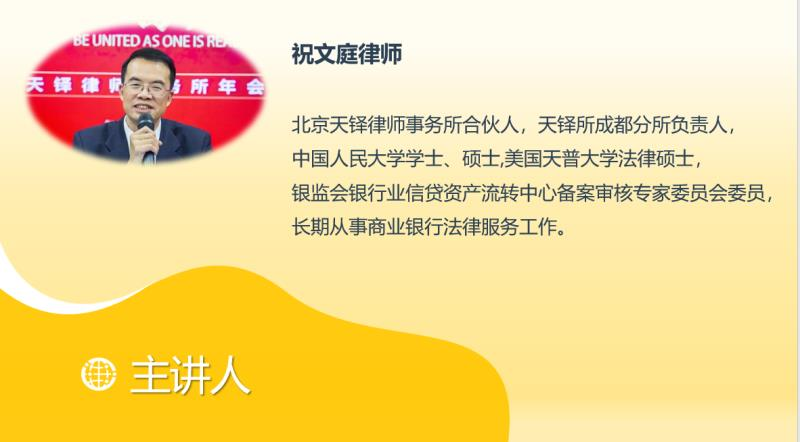 BE UNITED AS ONE IS REA
天铎律师 务所年会
祝文庭律师
北京天铎律师事务所合伙人，天铎所成都分所负责人，
中国人民大学学士、硕士,美国天普大学法律硕士，
银监会银行业信贷资产流转中心备案审核专家委员会委员，
长期从事商业银行法律服务工作。
主讲人